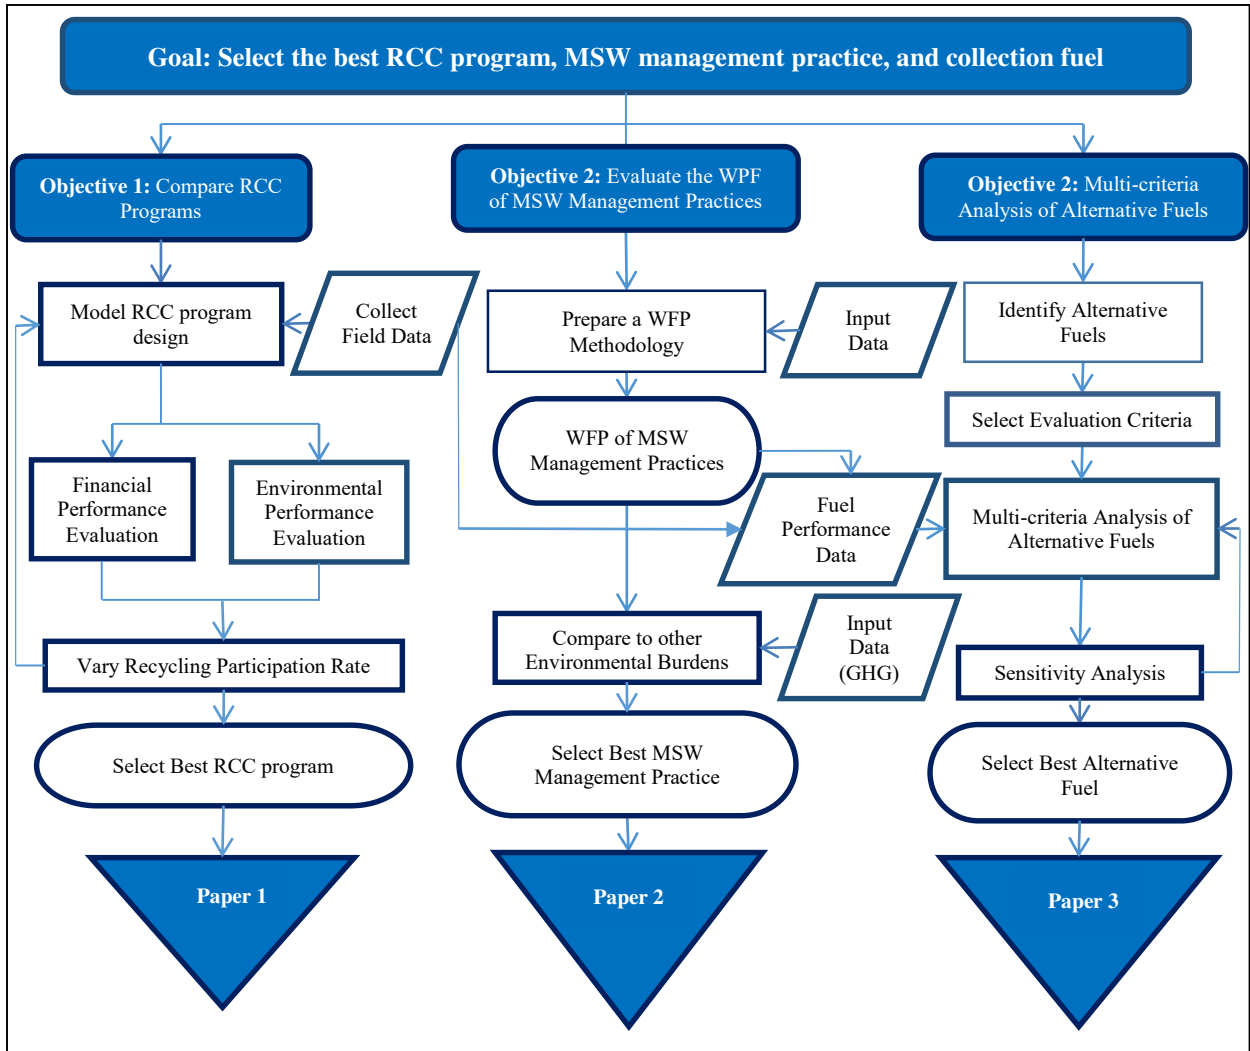 Goal: Select the best RCC program, MSW management practice, and collection fuel
Objective 1: Compare RCC
Programs
Objective 2: Evaluate the WPF
of MSW Management Practices
Objective 2: Multi-criteria
Analysis of Alternative Fuels
Model RCC program
design
Collect
Field Data
Prepare a WFP
Methodology
Input
Data
Identify Alternative
Fuels
Select Evaluation Criteria
WFP of MSW
Management Practices
Financial
Performance
Evaluation
Environmental
Performance
Evaluation
Fuel
Performance
Data
Multi-criteria Analysis of
Alternative Fuels
Compare to other
Environmental Burdens
Input
Data
(GHG)
Vary Recycling Participation Rate
Sensitivity Analysis
Select Best RCC program
Select Best MSW
Management Practice
Select Best Alternative
Fuel
Paper 1
Paper 2
Paper 3